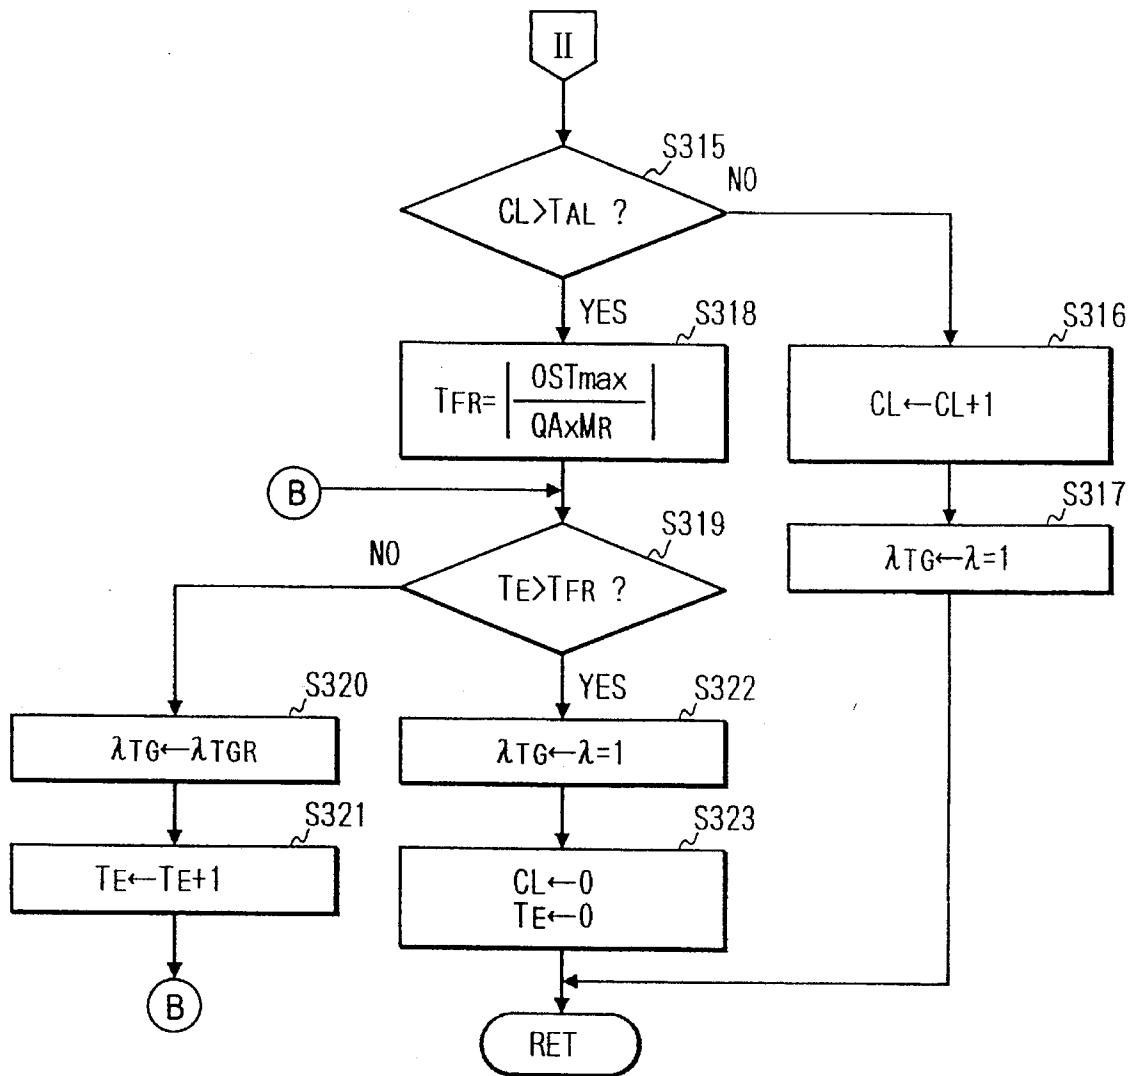 II
S315
NO
CL>TAL ?
YES
S318
S316
TFR=| OSTmax
QAxMR |
CL←CL+1
B
S317
S319
λTG←λ=1
NO
TE>TFR ?
S320
YES
S322
λTG←λTGR
λTG←λ=1
S321
S323
TE←TE+1
CL←0
TE←0
B
RET